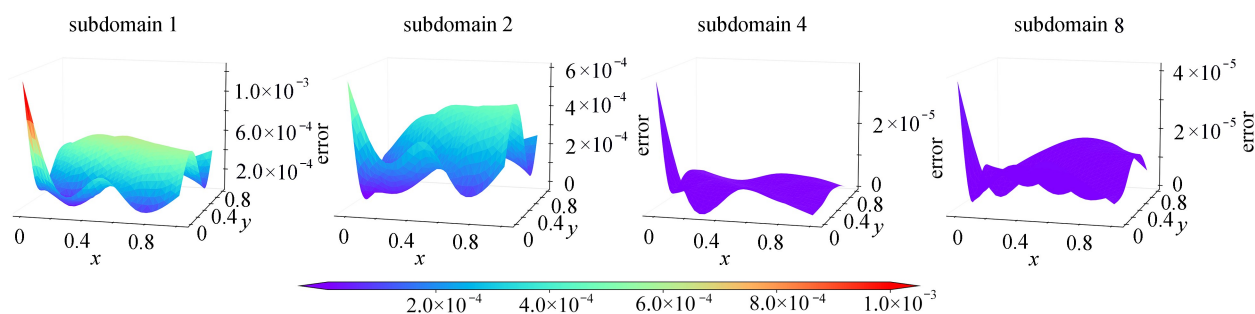 subdomain 1
1.0×10⁻³
6.0×10⁻⁴
2.0×10⁻⁴
error
0.8
0.4
0
y
0 0.4 0.8
x
subdomain 2
6×10⁻⁴
4×10⁻⁴
2×10⁻⁴
0
error
0.8
0.4
0
y
0 0.4 0.8
x
subdomain 4
2×10⁻⁵
0
error
0.8
0.4
0
y
0 0.4 0.8
x
subdomain 8
4×10⁻⁵
2×10⁻⁵
0
error
0.8
0.4
0
y
0 0.4 0.8
x
2.0×10⁻⁴ 4.0×10⁻⁴ 6.0×10⁻⁴ 8.0×10⁻⁴ 1.0×10⁻³